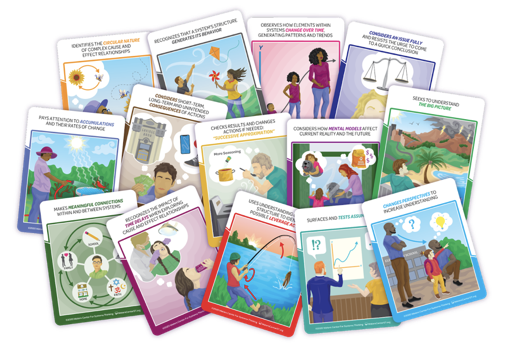 IDENTIFIES THE CIRCULAR NATURE
OF COMPLEX CAUSE AND
EFFECT RELATIONSHIPS
RECOGNIZES THAT A SYSTEM'S STRUCTURE
GENERATES ITS BEHAVIOR
OBSERVES HOW ELEMENTS WITHIN
SYSTEMS CHANGE OVER TIME,
GENERATING PATTERNS AND TRENDS
CONSIDERS AN ISSUE FULLY
AND RESISTS THE URGE TO COME
TO A QUICK CONCLUSION
PAYS ATTENTION TO ACCUMULATIONS
AND THEIR RATES OF CHANGE
CONSIDERS SHORT-TERM,
LONG-TERM AND UNINTENDED
CONSEQUENCES OF ACTIONS
CHECKS RESULTS AND CHANGES
ACTIONS IF NEEDED:
"SUCCESSIVE APPROXIMATION"
More Seasoning
CONSIDERS HOW MENTAL MODELS AFFECT
CURRENT REALITY AND THE FUTURE
SEEKS TO UNDERSTAND
THE BIG PICTURE
MAKES MEANINGFUL CONNECTIONS
WITHIN AND BETWEEN SYSTEMS
RECOGNIZES THE IMPACT OF
TIME DELAYS WHEN EXPLORING
CAUSE AND EFFECT RELATIONSHIPS
USES UNDERSTANDING
STRUCTURE TO
POSSIBLE LEVERAGE
SURFACES AND TESTS
!?
CHANGES PERSPECTIVES TO
INCREASE UNDERSTANDING
?